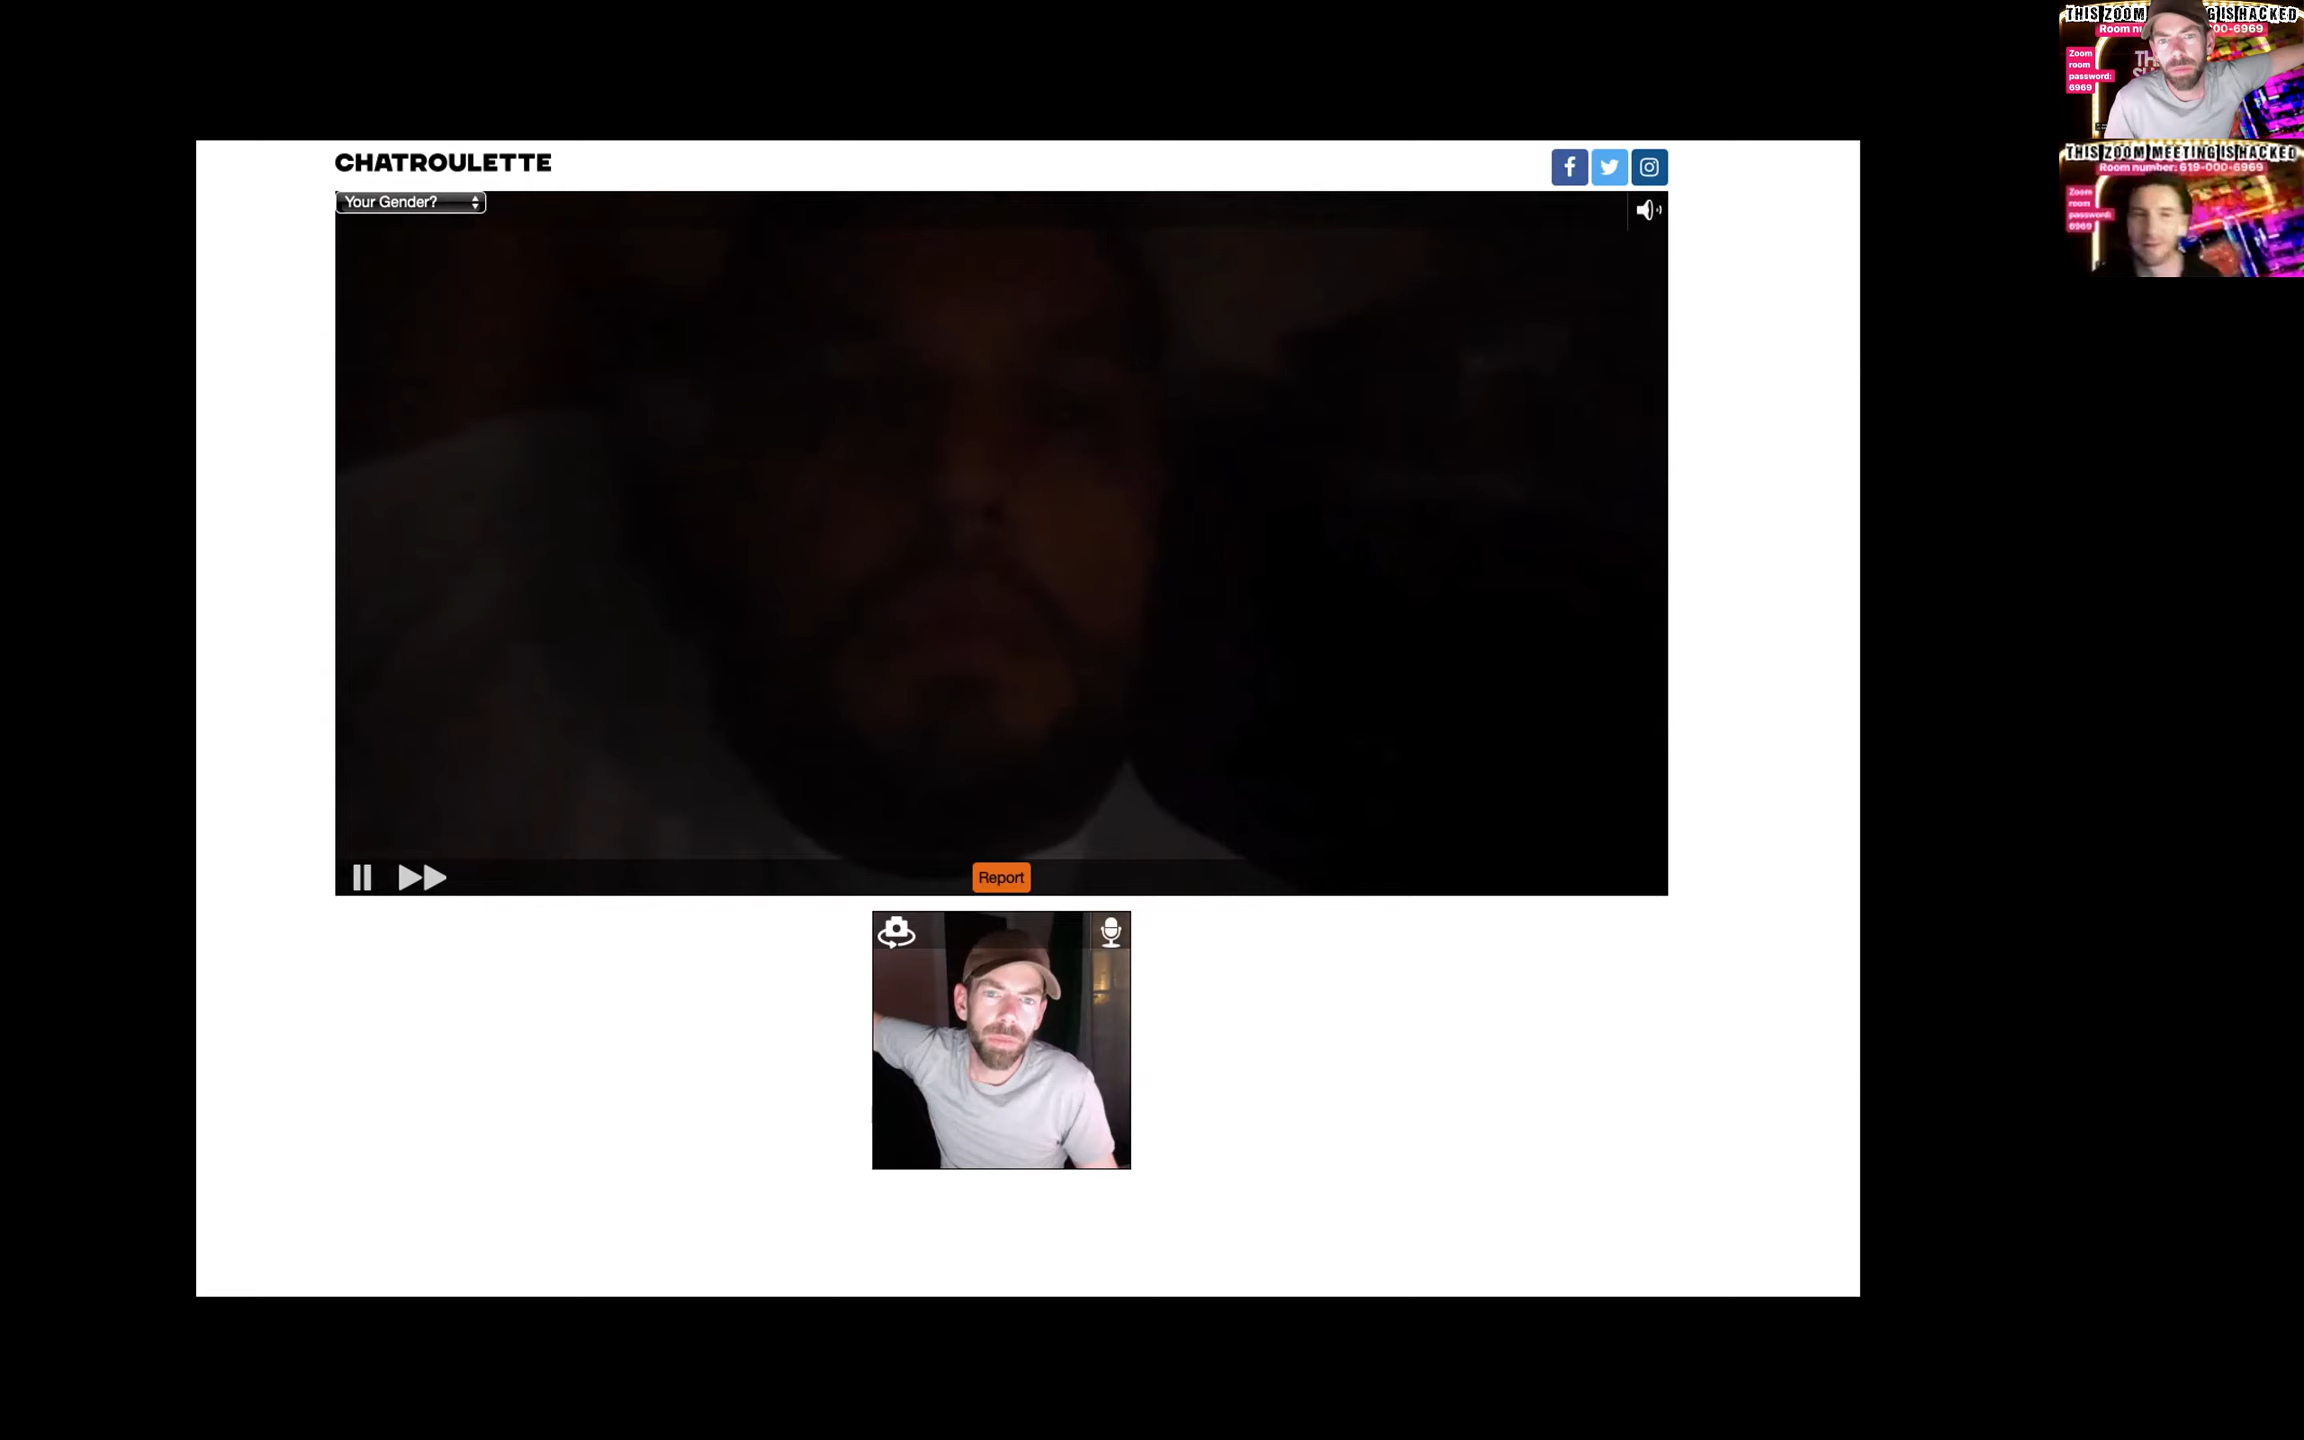 CHATROULETTE
Your Gender?
Report
THIS ZOOM G IS HACKED
Room nu 00-6969
Zoom
room
password:
6969
THIS ZOOM MEETING IS HACKED
Room number: 619-000-6969
Zoom
room
password:
6969